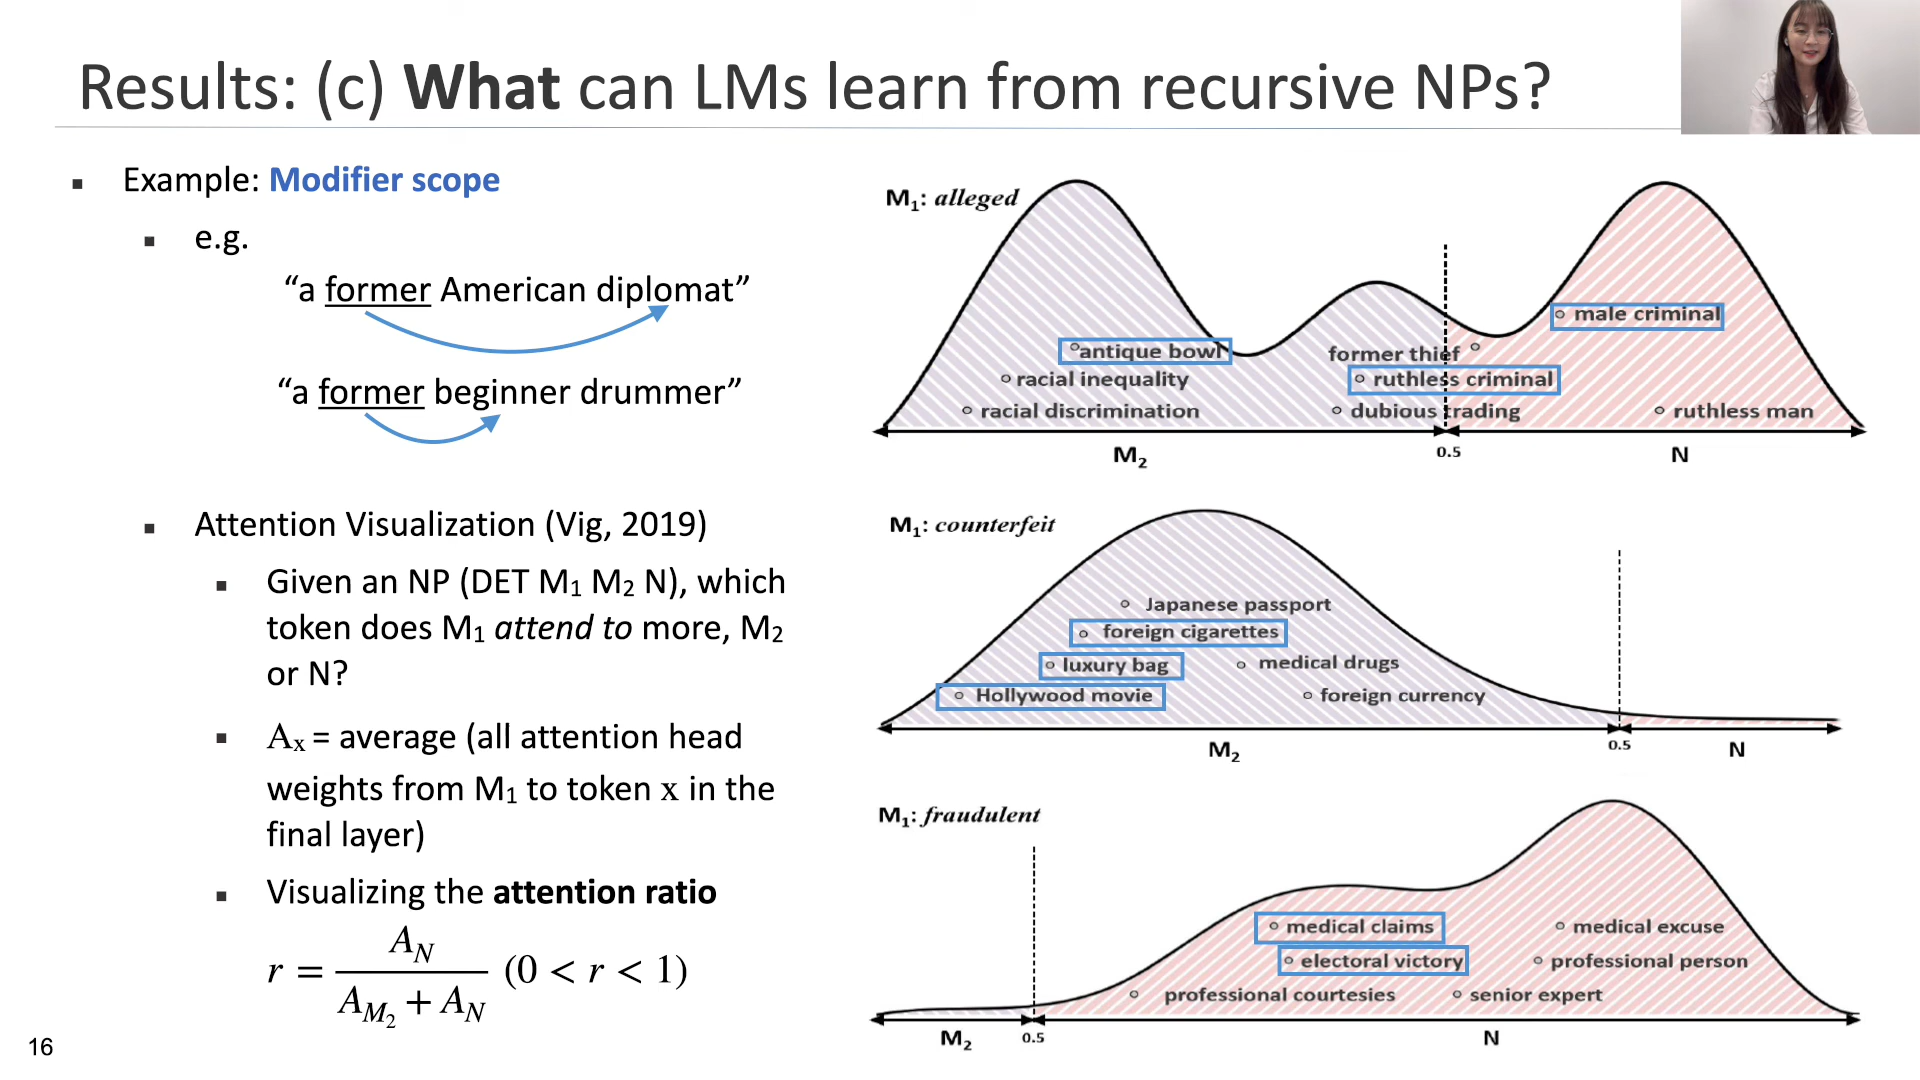 Results: (c) What can LMs learn from recursive NPs?
▪ Example: Modifier scope
▪ e.g.
“a former American diplomat”
“a former beginner drummer”
▪ Attention Visualization (Vig, 2019)
▪ Given an NP (DET M₁ M₂ N), which
token does M₁ attend to more, M₂
or N?
▪ Aₓ = average (all attention head
weights from M₁ to token x in the
final layer)
▪ Visualizing the attention ratio
r = A_N / (A_M₂ + A_N) (0 < r < 1)
16
M₁: alleged
male criminal
antique bowl
former thief
racial inequality
ruthless criminal
racial discrimination
dubious trading
ruthless man
M₂
0.5
N
M₁: counterfeit
Japanese passport
foreign cigarettes
luxury bag
medical drugs
Hollywood movie
foreign currency
M₂
0.5
N
M₁: fraudulent
medical claims
medical excuse
electoral victory
professional person
professional courtesies
senior expert
M₂
0.5
N